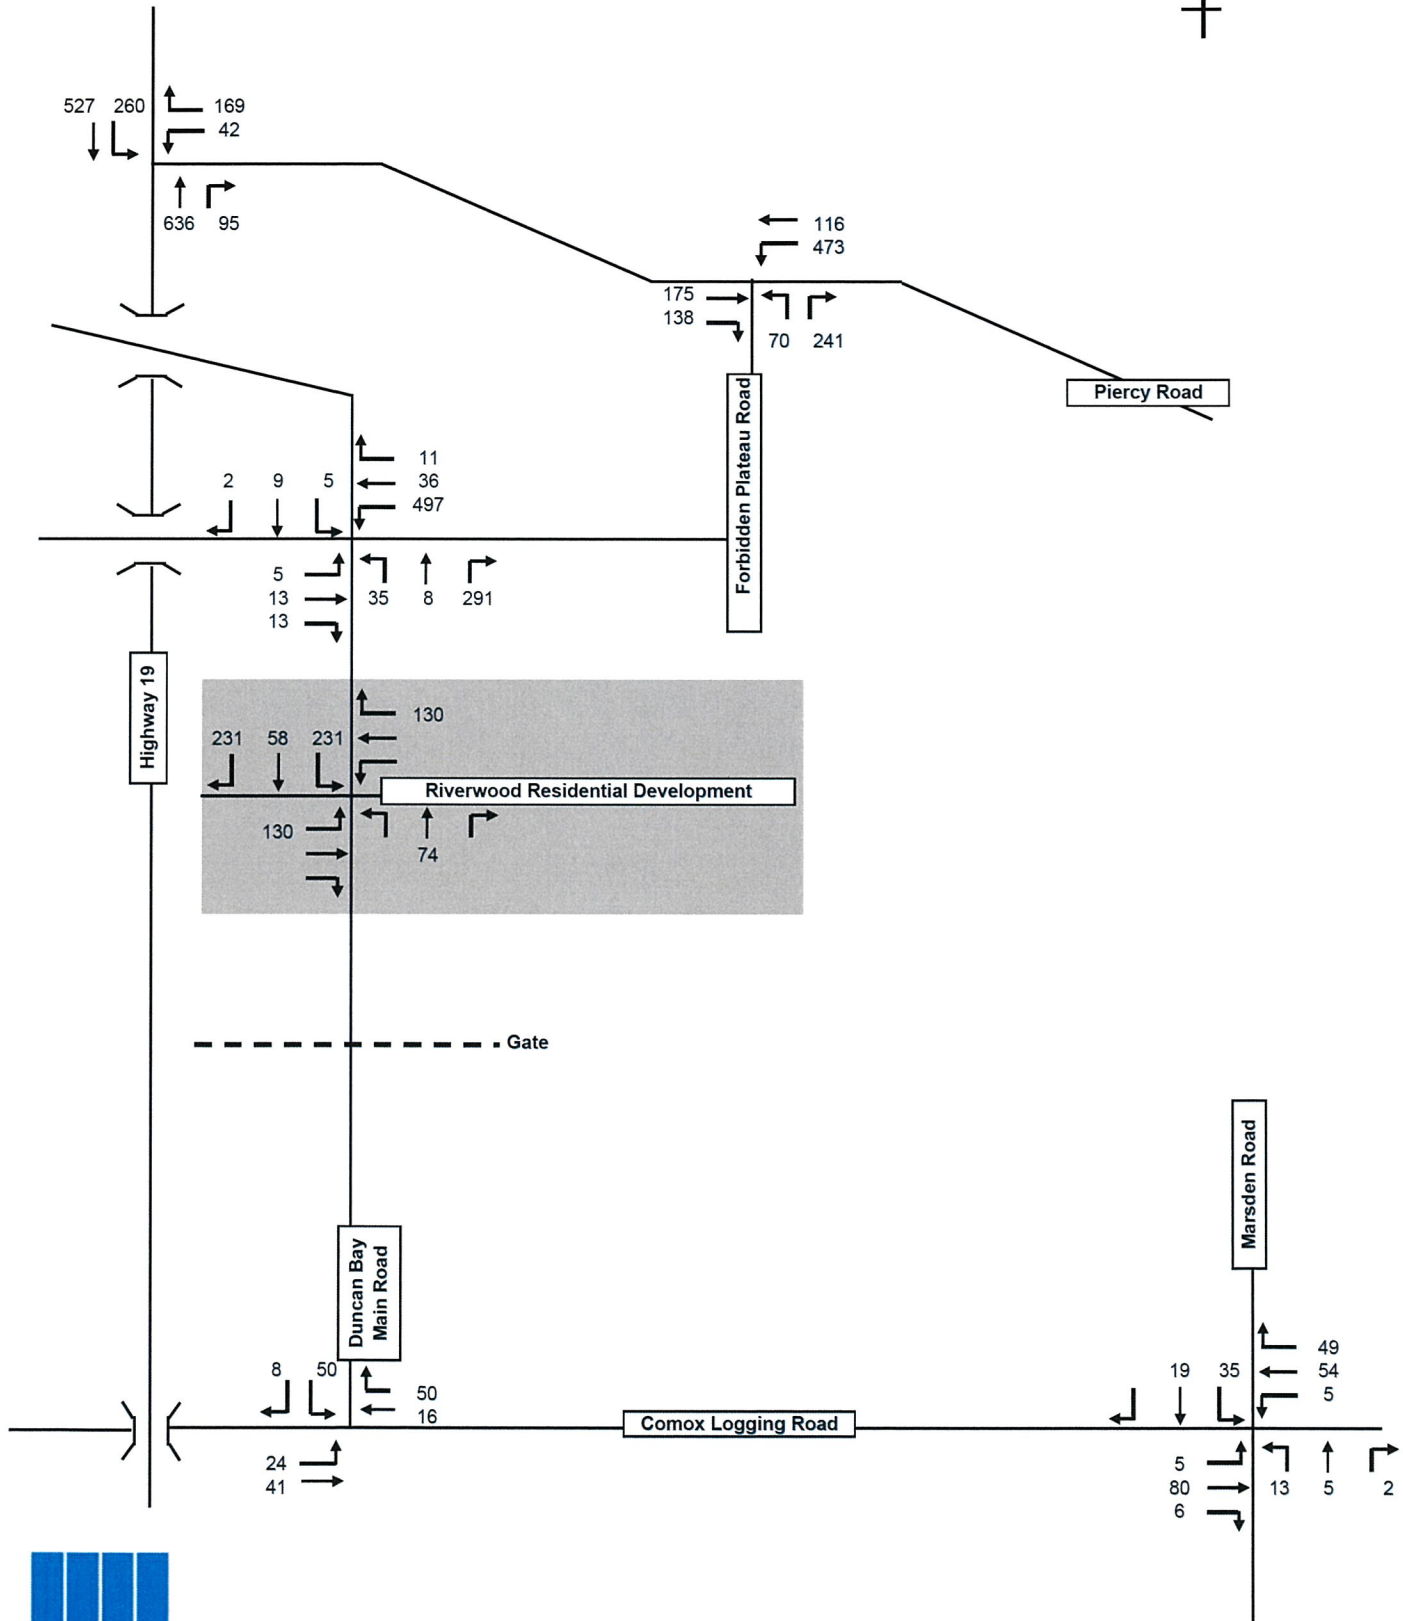 527 260 169
42
636 95
116
473
175
138
70 241
Piercy Road
Forbidden Plateau Road
11
2 9 5 36
497
5
13 35 8 291
13
Highway 19
130
231 58 231
Riverwood Residential Development
130
74
Gate
Marsden Road
Duncan Bay
Main Road
8 50
50
16
Comox Logging Road
24
41
49
19 35 54
5
5
80 13 5 2
6